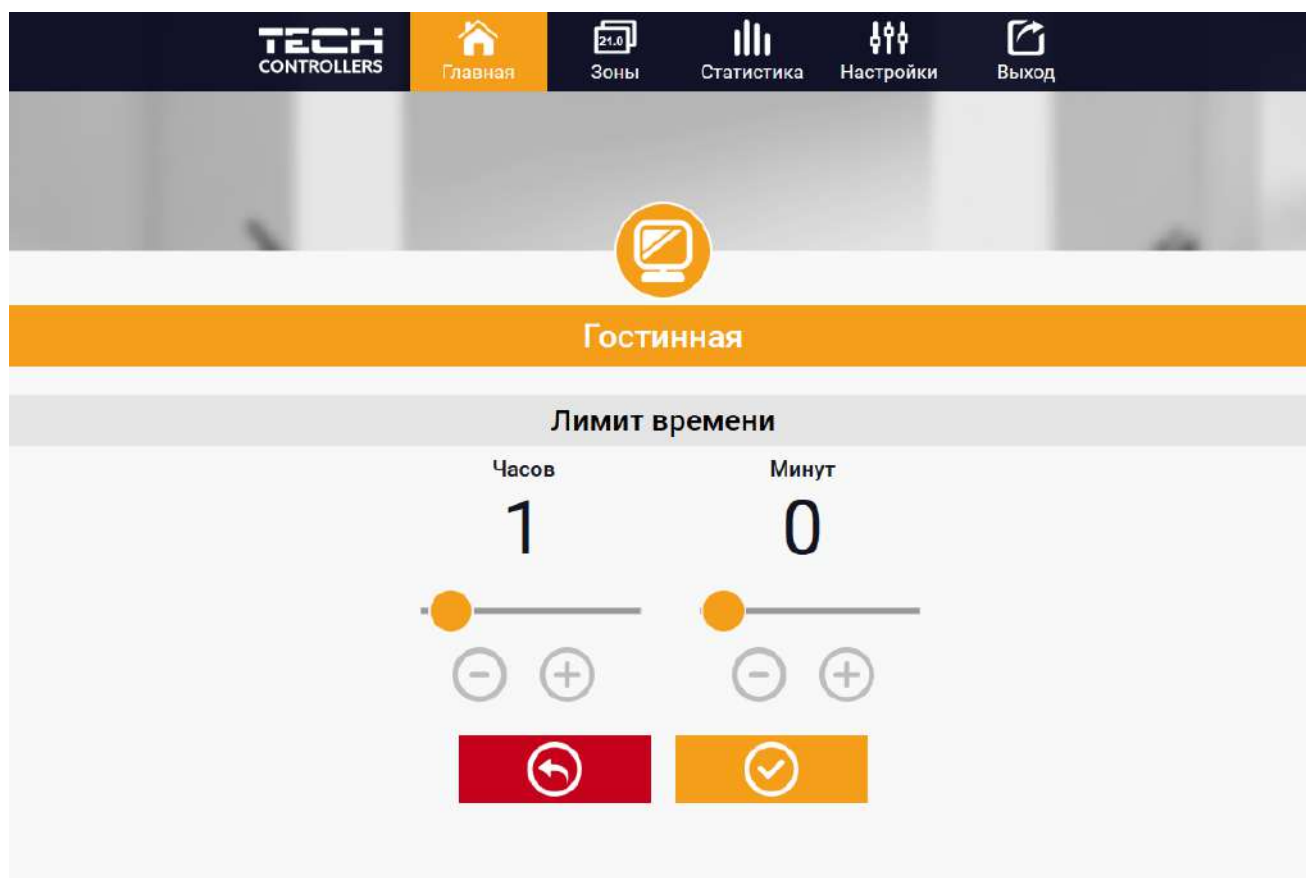 TECH
CONTROLLERS
Главная
21.0
Зоны
Статистика
Настройки
Выход
Гостинная
Лимит времени
Часов
Минут
1
0